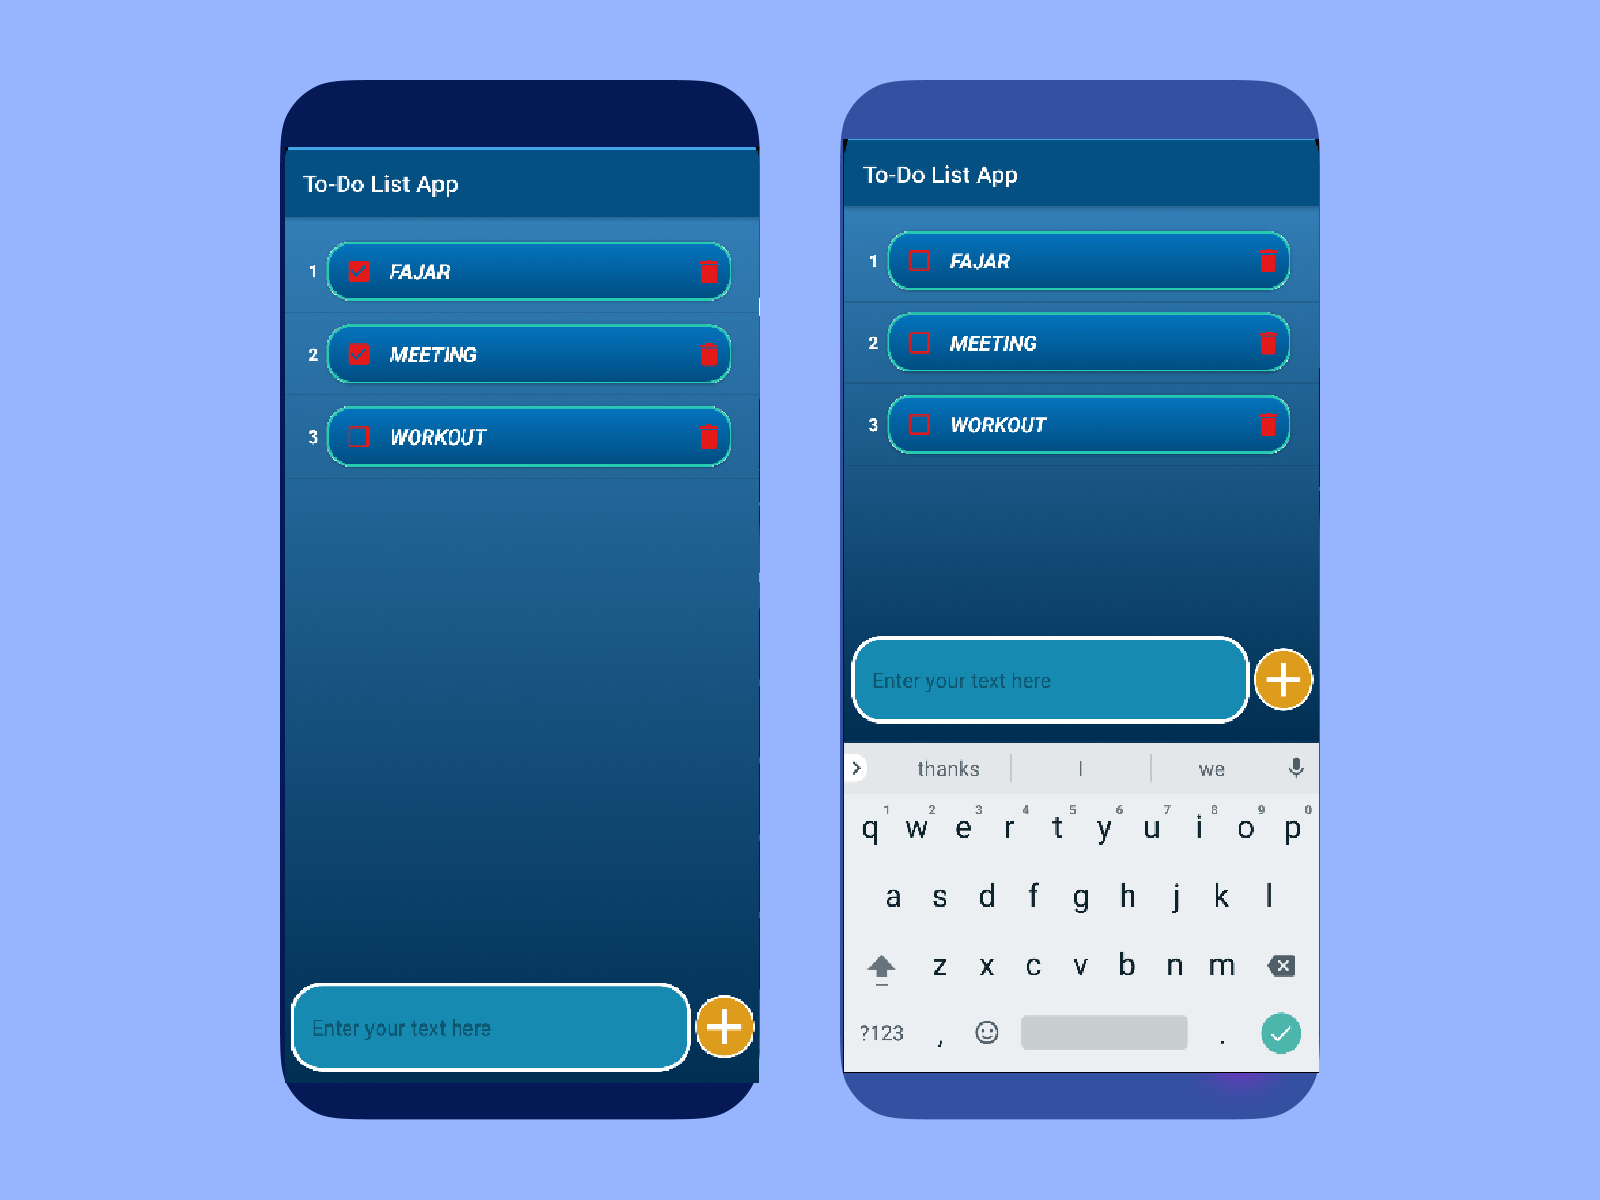 To-Do List App
1 FAJAR
2 MEETING
3 WORKOUT
Enter your text here
To-Do List App
1 FAJAR
2 MEETING
3 WORKOUT
Enter your text here
thanks I we
1 2 3 4 5 6 7 8 9 0
q w e r t y u i o p
a s d f g h j k l
z x c v b n m
?123 , .